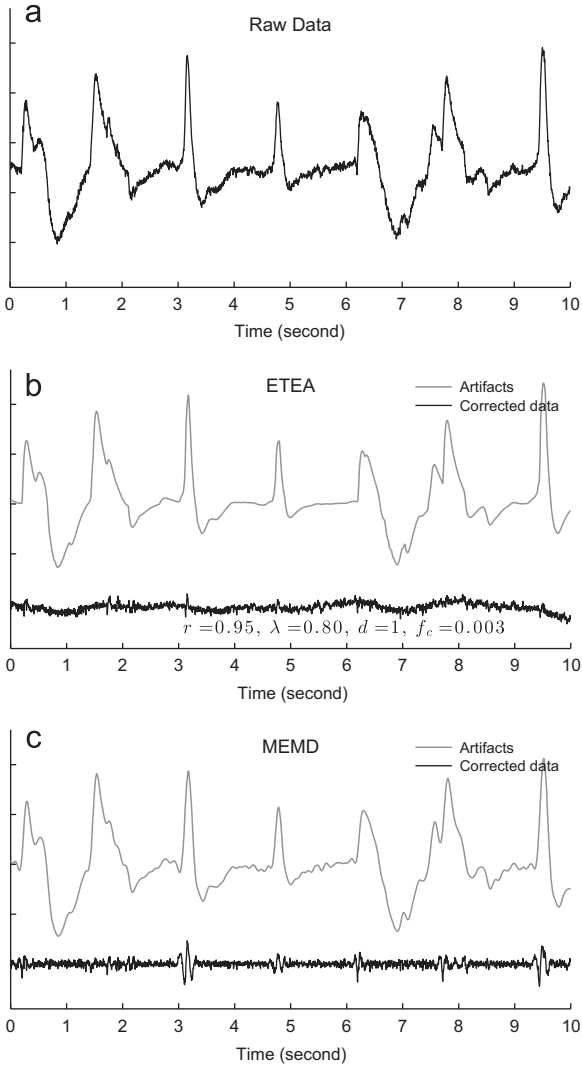 a
Raw Data
0 1 2 3 4 5 6 7 8 9 10
Time (second)
b
ETEA
Artifacts
Corrected data
r =0.95, λ =0.80, d =1, f_c =0.003
0 1 2 3 4 5 6 7 8 9 10
Time (second)
c
MEMD
Artifacts
Corrected data
0 1 2 3 4 5 6 7 8 9 10
Time (second)